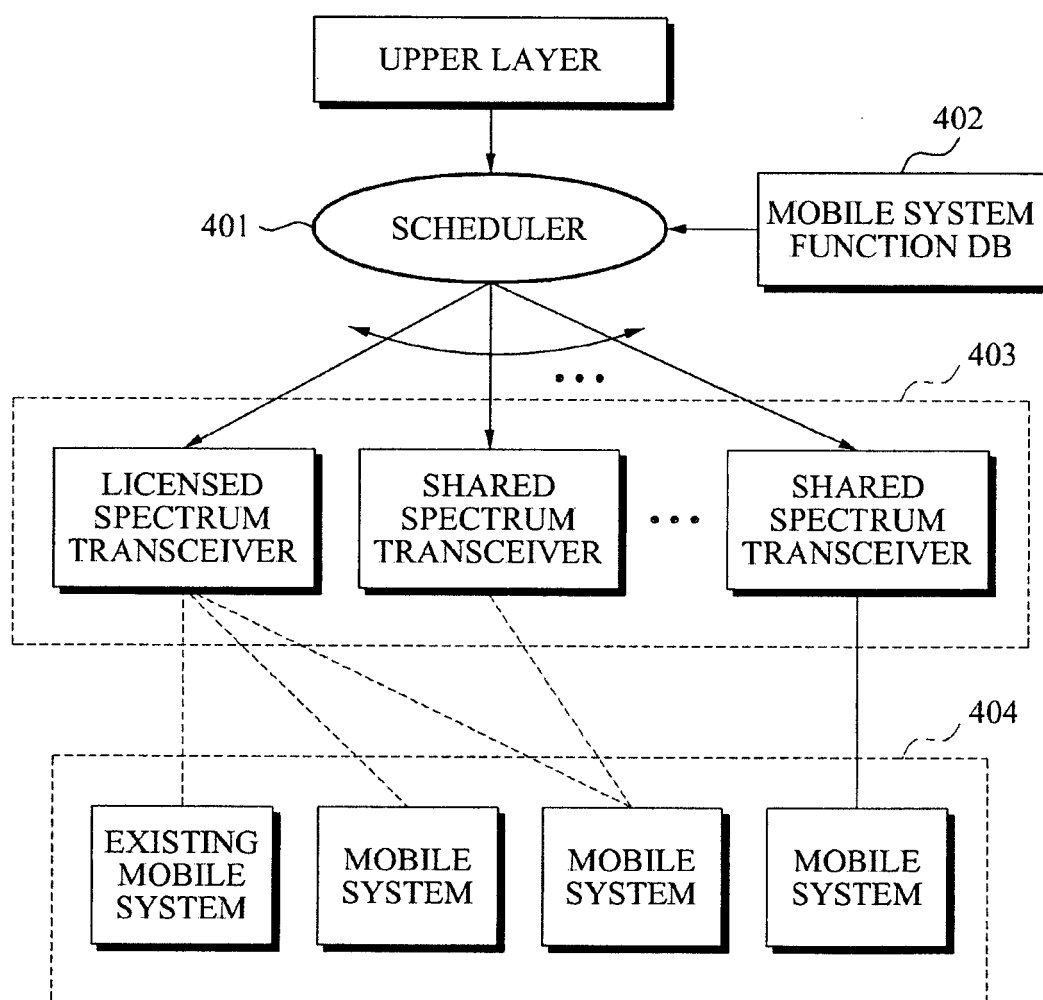 UPPER LAYER
402
401
SCHEDULER
MOBILE SYSTEM
FUNCTION DB
403
LICENSED
SPECTRUM
TRANSCEIVER
SHARED
SPECTRUM
TRANSCEIVER
SHARED
SPECTRUM
TRANSCEIVER
404
EXISTING
MOBILE
SYSTEM
MOBILE
SYSTEM
MOBILE
SYSTEM
MOBILE
SYSTEM